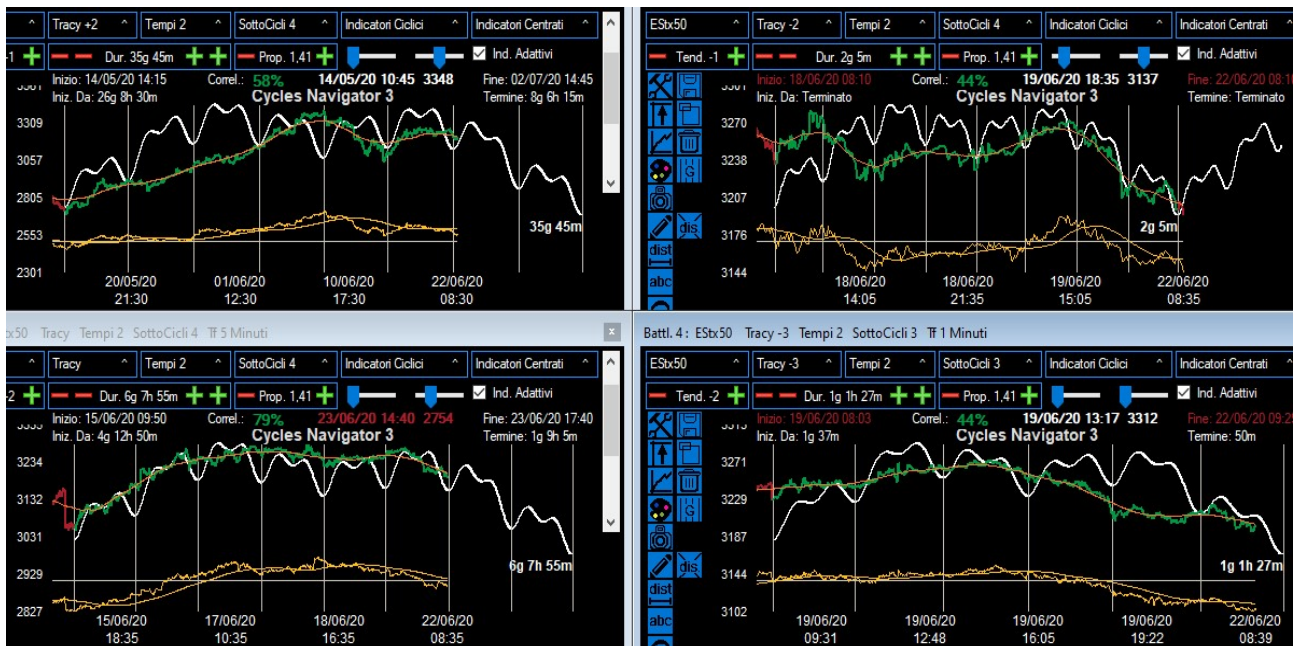 ^ Tracy +2 ^ Tempi 2 ^ SottoCicli 4 ^ Indicatori Ciclici ^ Indicatori Centrati ^
-1 Dur. 35g 45m Prop. 1,41 Ind. Adattivi
Inizio: 14/05/20 14:15 Correl.: 58% 14/05/20 10:45 3348 Fine: 02/07/20 14:45
Iniz. Da: 26g 8h 30m Cycles Navigator 3 Termine: 8g 6h 15m
3309
3057
2805
2553
2301
35g 45m
20/05/20 01/06/20 10/06/20 22/06/20
21:30 12:30 17:30 08:30
EStx50 ^ Tracy -2 ^ Tempi 2 ^ SottoCicli 4 ^ Indicatori Ciclici ^ Indicatori Centrati ^
Tend. -1 Dur. 2g 5m Prop. 1,41 Ind. Adattivi
Inizio: 18/06/20 08:10 Correl.: 44% 19/06/20 18:35 3137 Fine: 22/06/20 08:10
Iniz. Da: Terminato Cycles Navigator 3 Termine: Terminato
G
dis
dist
abc
3270
3238
3207
3176
3144
2g 5m
18/06/20 18/06/20 19/06/20 22/06/20
14:05 21:35 15:05 08:35
x50 Tracy Tempi 2 SottoCicli 4 Tf 5 Minuti x
^ Tracy ^ Tempi 2 ^ SottoCicli 4 ^ Indicatori Ciclici ^ Indicatori Centrati ^
-2 Dur. 6g 7h 55m Prop. 1,41 Ind. Adattivi
Inizio: 15/06/20 09:50 Correl.: 79% 23/06/20 14:40 2754 Fine: 23/06/20 17:40
Iniz. Da: 4g 12h 50m Cycles Navigator 3 Termine: 1g 9h 5m
3234
3132
3031
2929
2827
6g 7h 55m
15/06/20 17/06/20 18/06/20 22/06/20
18:35 10:35 16:35 08:35
Battl. 4 : EStx50 Tracy -3 Tempi 2 SottoCicli 3 Tf 1 Minuti
EStx50 ^ Tracy -3 ^ Tempi 2 ^ SottoCicli 3 ^ Indicatori Ciclici ^ Indicatori Centrati ^
Tend. -2 Dur. 1g 1h 27m Prop. 1,41 Ind. Adattivi
Inizio: 19/06/20 08:03 Correl.: 44% 19/06/20 13:17 3312 Fine: 22/06/20 09:29
Iniz. Da: 1g 37m Cycles Navigator 3 Termine: 50m
G
dis
dist
abc
3271
3229
3187
3144
3102
1g 1h 27m
19/06/20 19/06/20 19/06/20 19/06/20 22/06/20
09:31 12:48 16:05 19:22 08:39